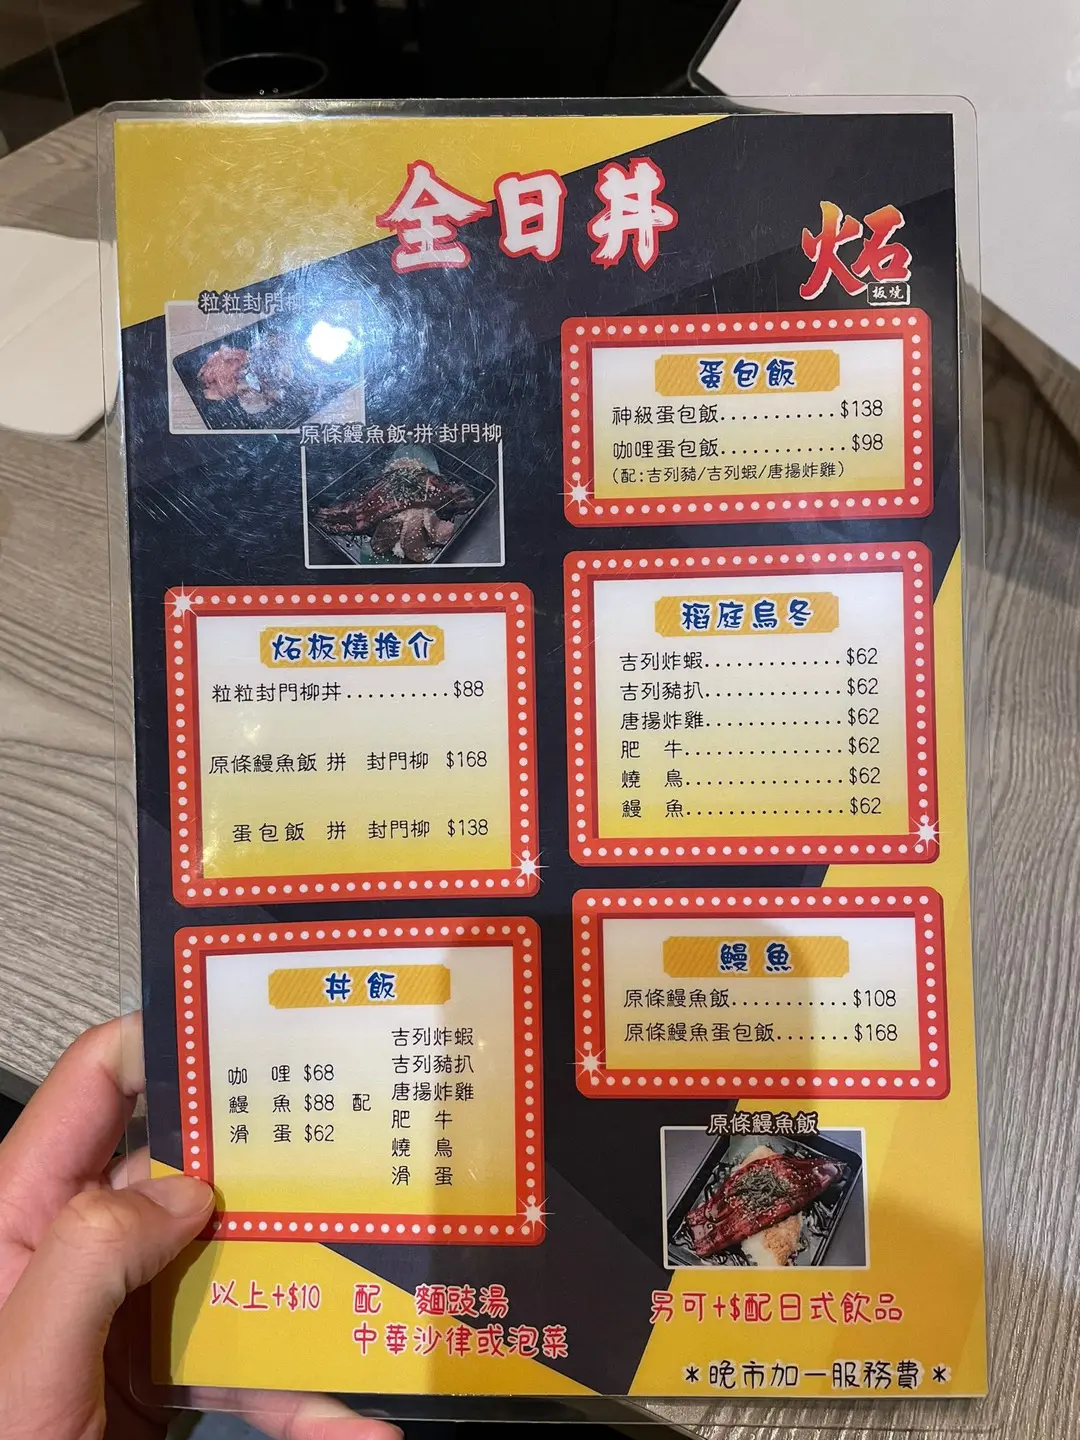 全日丼
炻
板燒
粒粒封門柳
原條鰻魚飯 拼 封門柳
炻板燒推介
粒粒封門柳丼..........$88
原條鰻魚飯 拼 封門柳 $168
蛋包飯 拼 封門柳 $138
丼飯
咖哩 $68
鰻魚 $88 配
滑蛋 $62
吉列炸蝦
吉列豬扒
唐揚炸雞
肥牛
燒鳥
滑蛋
蛋包飯
神級蛋包飯...........$138
咖哩蛋包飯............$98
(配:吉列豬/吉列蝦/唐揚炸雞)
稻庭烏冬
吉列炸蝦.............$62
吉列豬扒.............$62
唐揚炸雞.............$62
肥牛...............$62
燒鳥...............$62
鰻魚...............$62
鰻魚
原條鰻魚飯...........$108
原條鰻魚蛋包飯.......$168
原條鰻魚飯
以上+$10 配 麵豉湯
中華沙律或泡菜
另可+$配日式飲品
*晚市加一服務費*